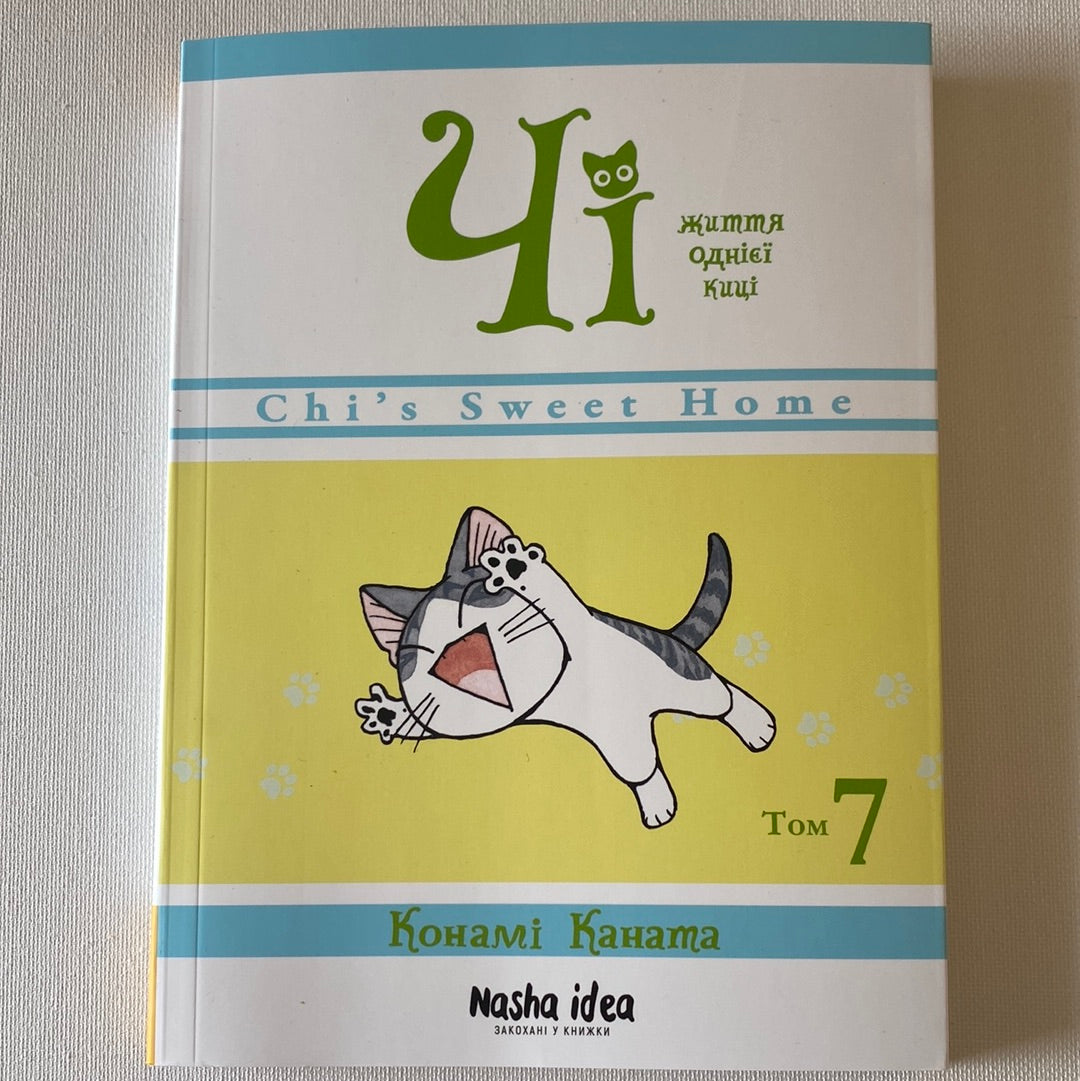 Чі
життя
однієї
киці
Chi's Sweet Home
Том 7
Конамі Каната
Nasha idea
ЗАКОХАНІ У КНИЖКИ